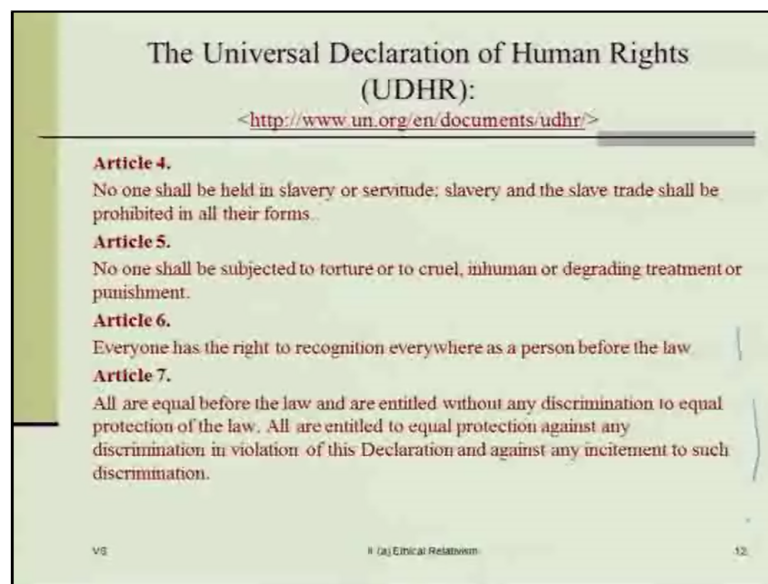 The Universal Declaration of Human Rights
(UDHR):
<http://www.un.org/en/documents/udhr/>
Article 4.
No one shall be held in slavery or servitude; slavery and the slave trade shall be
prohibited in all their forms.
Article 5.
No one shall be subjected to torture or to cruel, inhuman or degrading treatment or
punishment.
Article 6.
Everyone has the right to recognition everywhere as a person before the law
Article 7.
All are equal before the law and are entitled without any discrimination to equal
protection of the law. All are entitled to equal protection against any
discrimination in violation of this Declaration and against any incitement to such
discrimination.
VS
II (a) Ethical Relativism
12